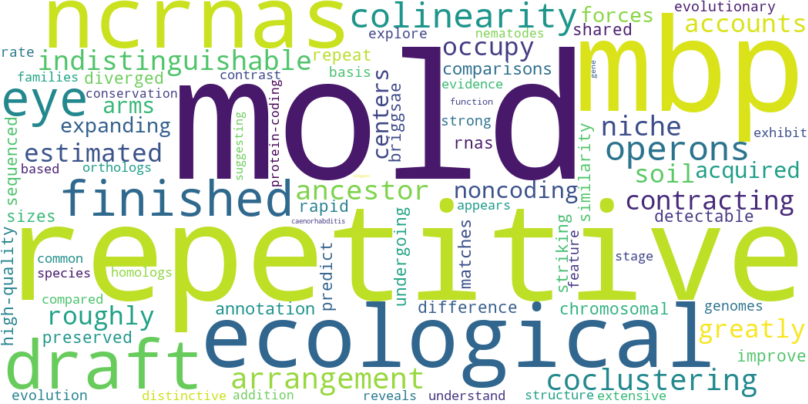 ncrnas
colinearity
forces
evolutionary
accounts
shared
explore
nematodes
indistinguishable
repeat
occupy
mold
mbp
rate
families
diverged
contrast
comparisons
gene
eye
conservation
basis
evidence
arms
centers
function
expanding
briggsae
strong
niche
exhibit
sequenced
estimated
suggesting
protein-coding
rnas
operons
based
orthologs
similarity
soil
acquired
finished
ancestor
noncoding
contracting
sizes
rapid
appears
detectable
caenorhabditis
repetitive
high-quality
common
undergoing
matches
striking
feature
stage
species
homologs
predict
compared
roughly
annotation
difference
chromosomal
genomes
preserved
ecological
greatly
draft
arrangement
coclustering
improve
evolution
distinctive
addition
reveals
understand
structure
extensive